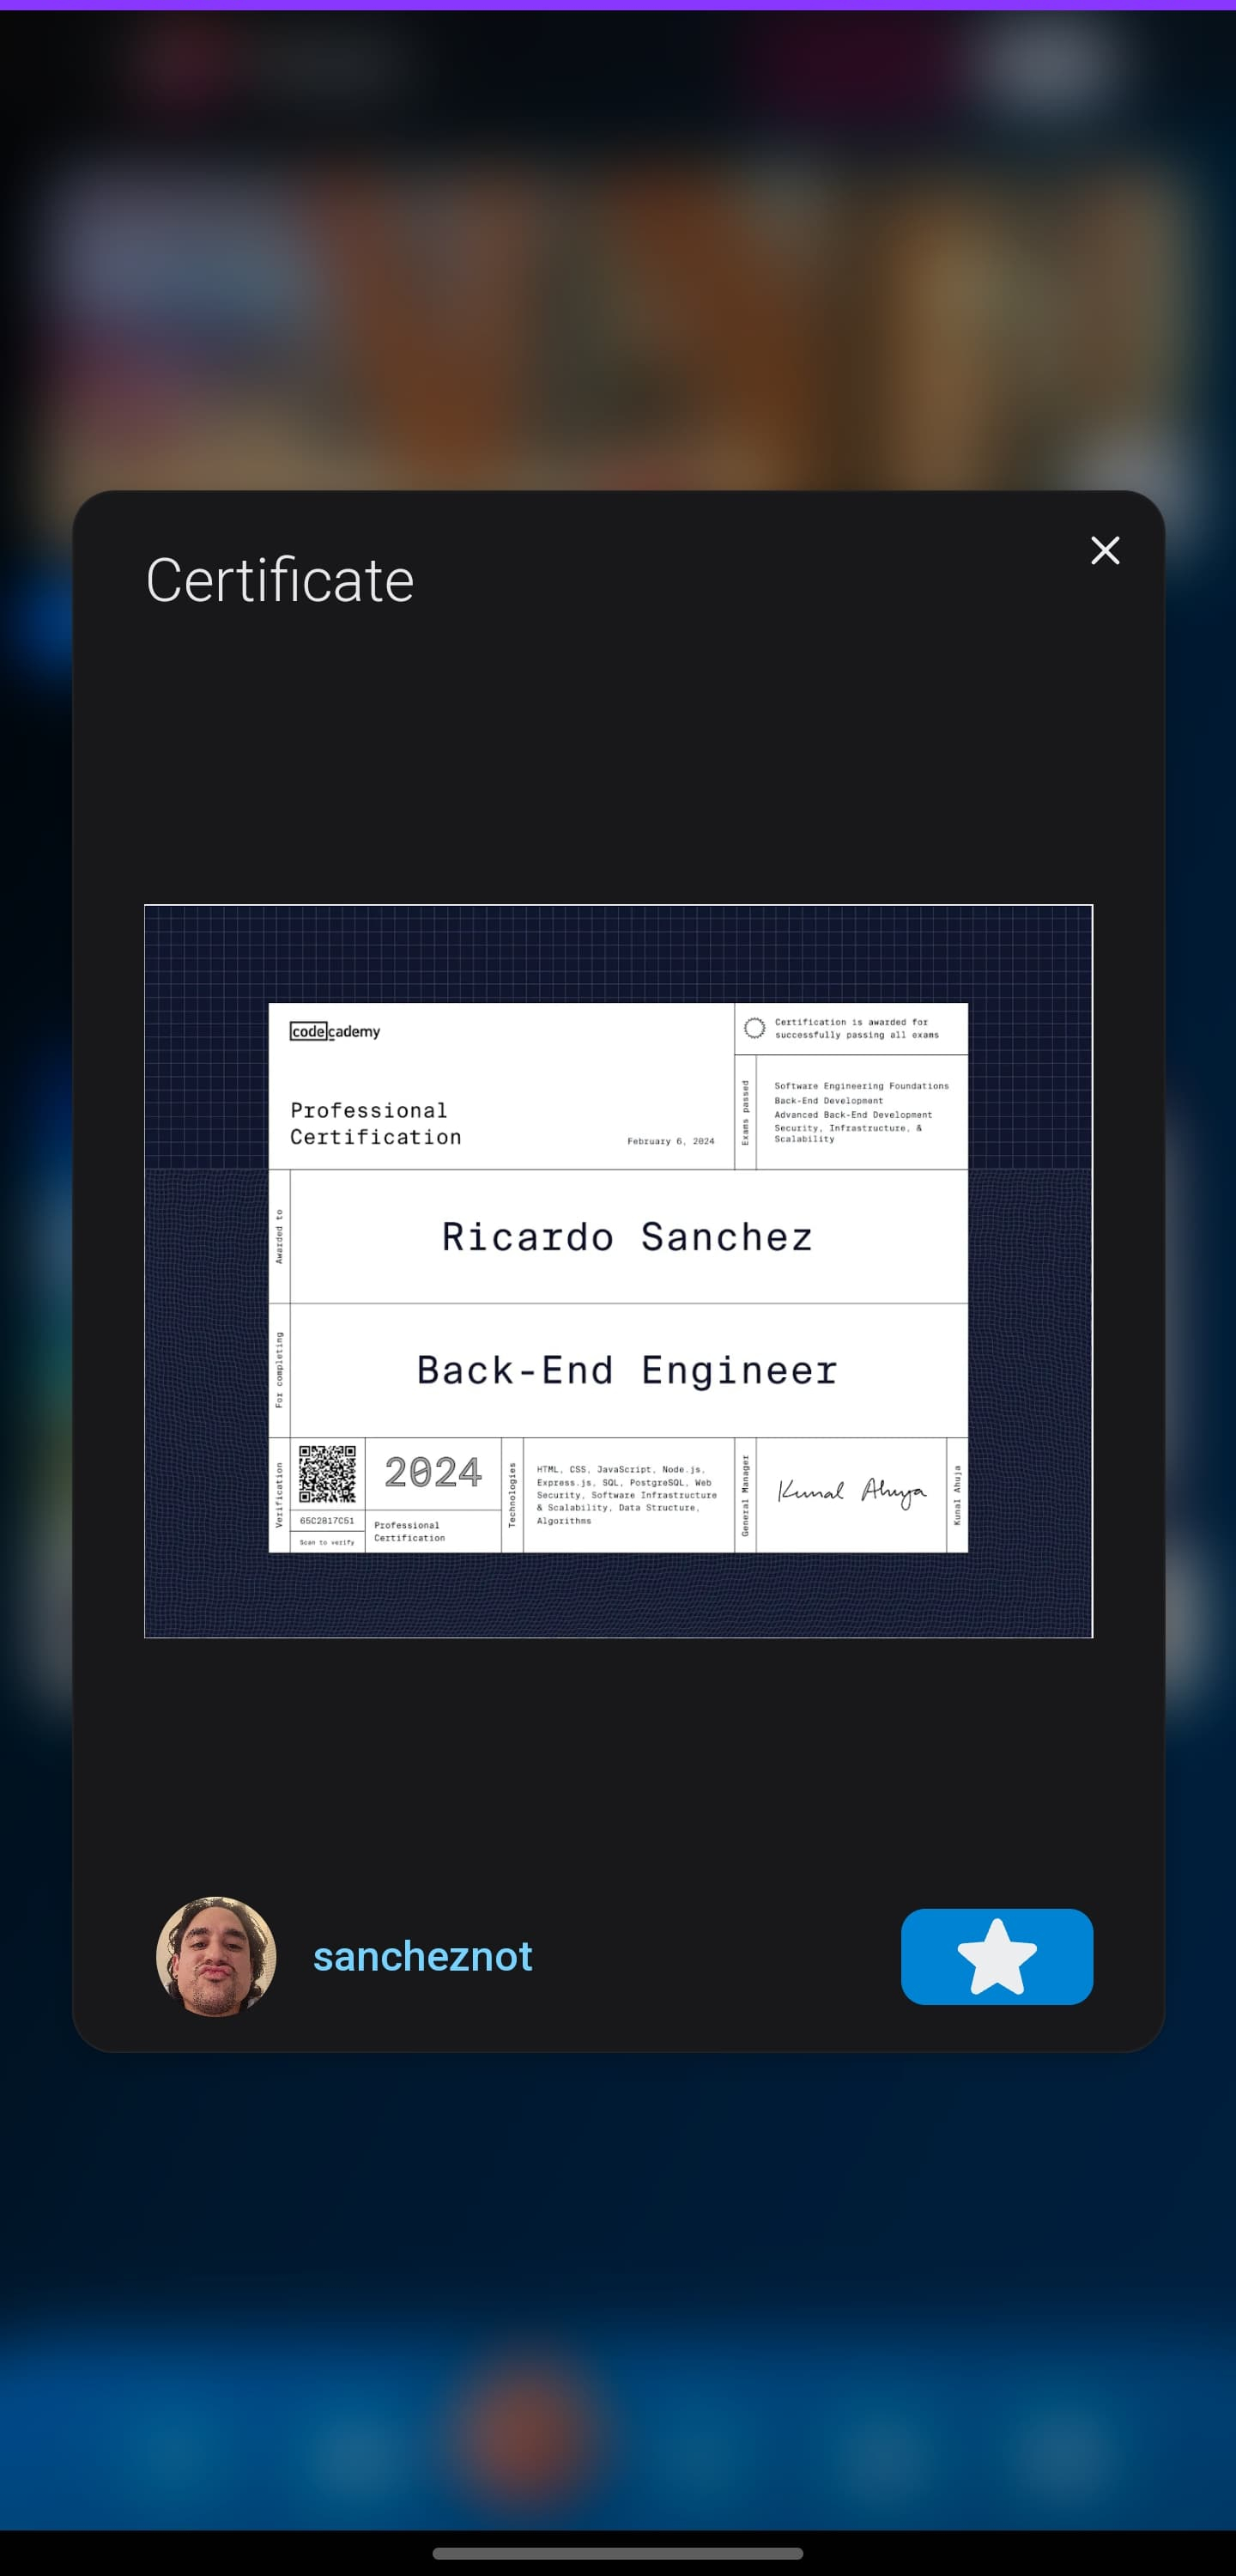 Certificate
codecademy
Certification is awarded for
successfully passing all exams
Professional
Certification
February 6, 2024
Exams passed
Software Engineering Foundations
Back-End Development
Advanced Back-End Development
Security, Infrastructure, &
Scalability
Awarded to
Ricardo Sanchez
For completing
Back-End Engineer
Verification
65C2817C51
Scan to verify
2024
Professional
Certification
Technologies
HTML, CSS, JavaScript, Node.js,
Express.js, SQL, PostgreSQL, Web
Security, Software Infrastructure
& Scalability, Data Structure,
Algorithms
General Manager
Kunal Ahuja
Kunal Ahuja
sancheznot